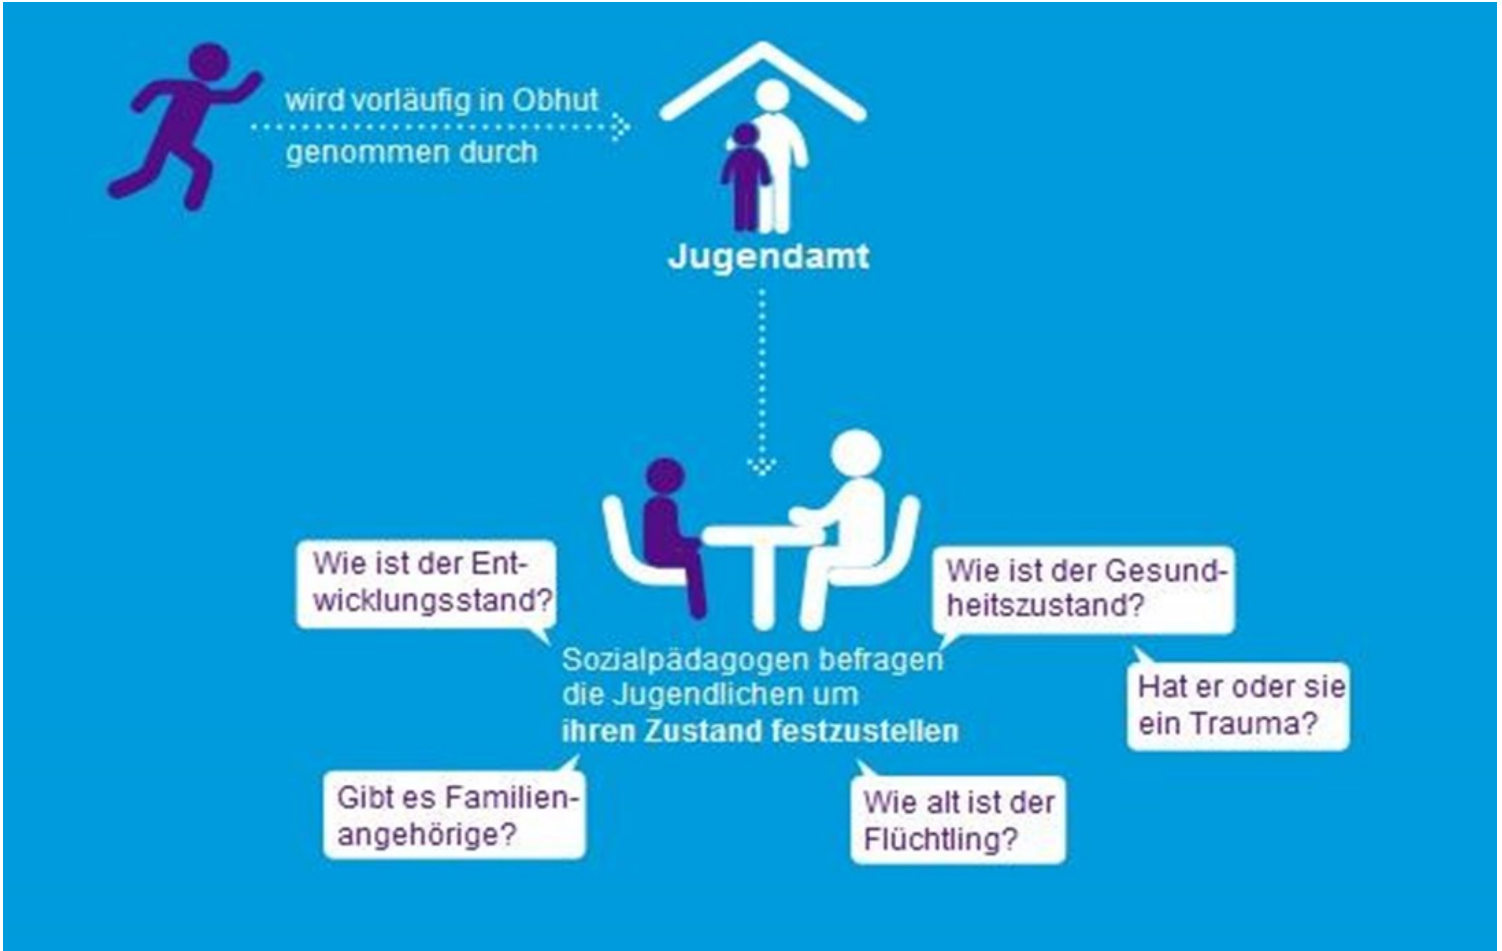 wird vorläufig in Obhut
genommen durch
Jugendamt
Wie ist der Ent-
wicklungsstand?
Wie ist der Gesund-
heitszustand?
Sozialpädagogen befragen
die Jugendlichen um
ihren Zustand festzustellen
Hat er oder sie
ein Trauma?
Gibt es Familien-
angehörige?
Wie alt ist der
Flüchtling?